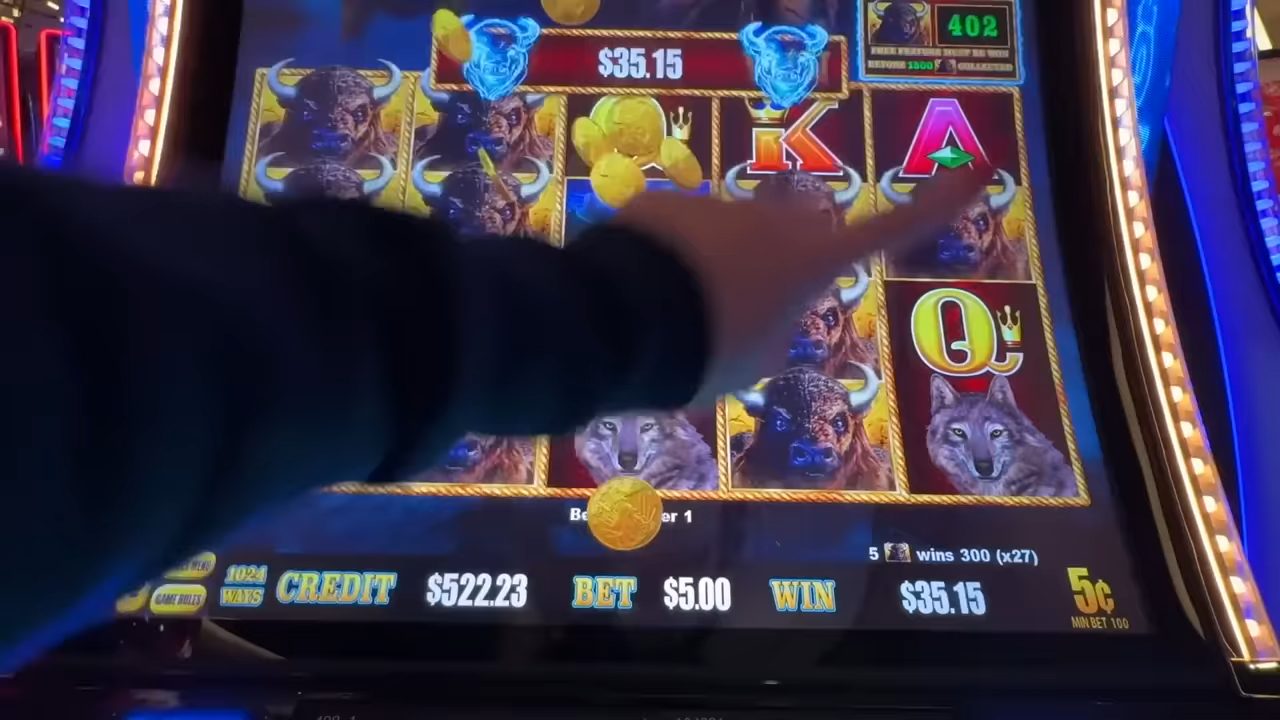 402
$35.15
FREE FEATURE MUST BE WON
BEFORE 1800 COLLECTED
K
A
Q
er 1
5 wins 300 (x27)
GAME RULES
1024
WAYS
CREDIT $522.23 BET $5.00 WIN $35.15
5¢
MIN BET 100